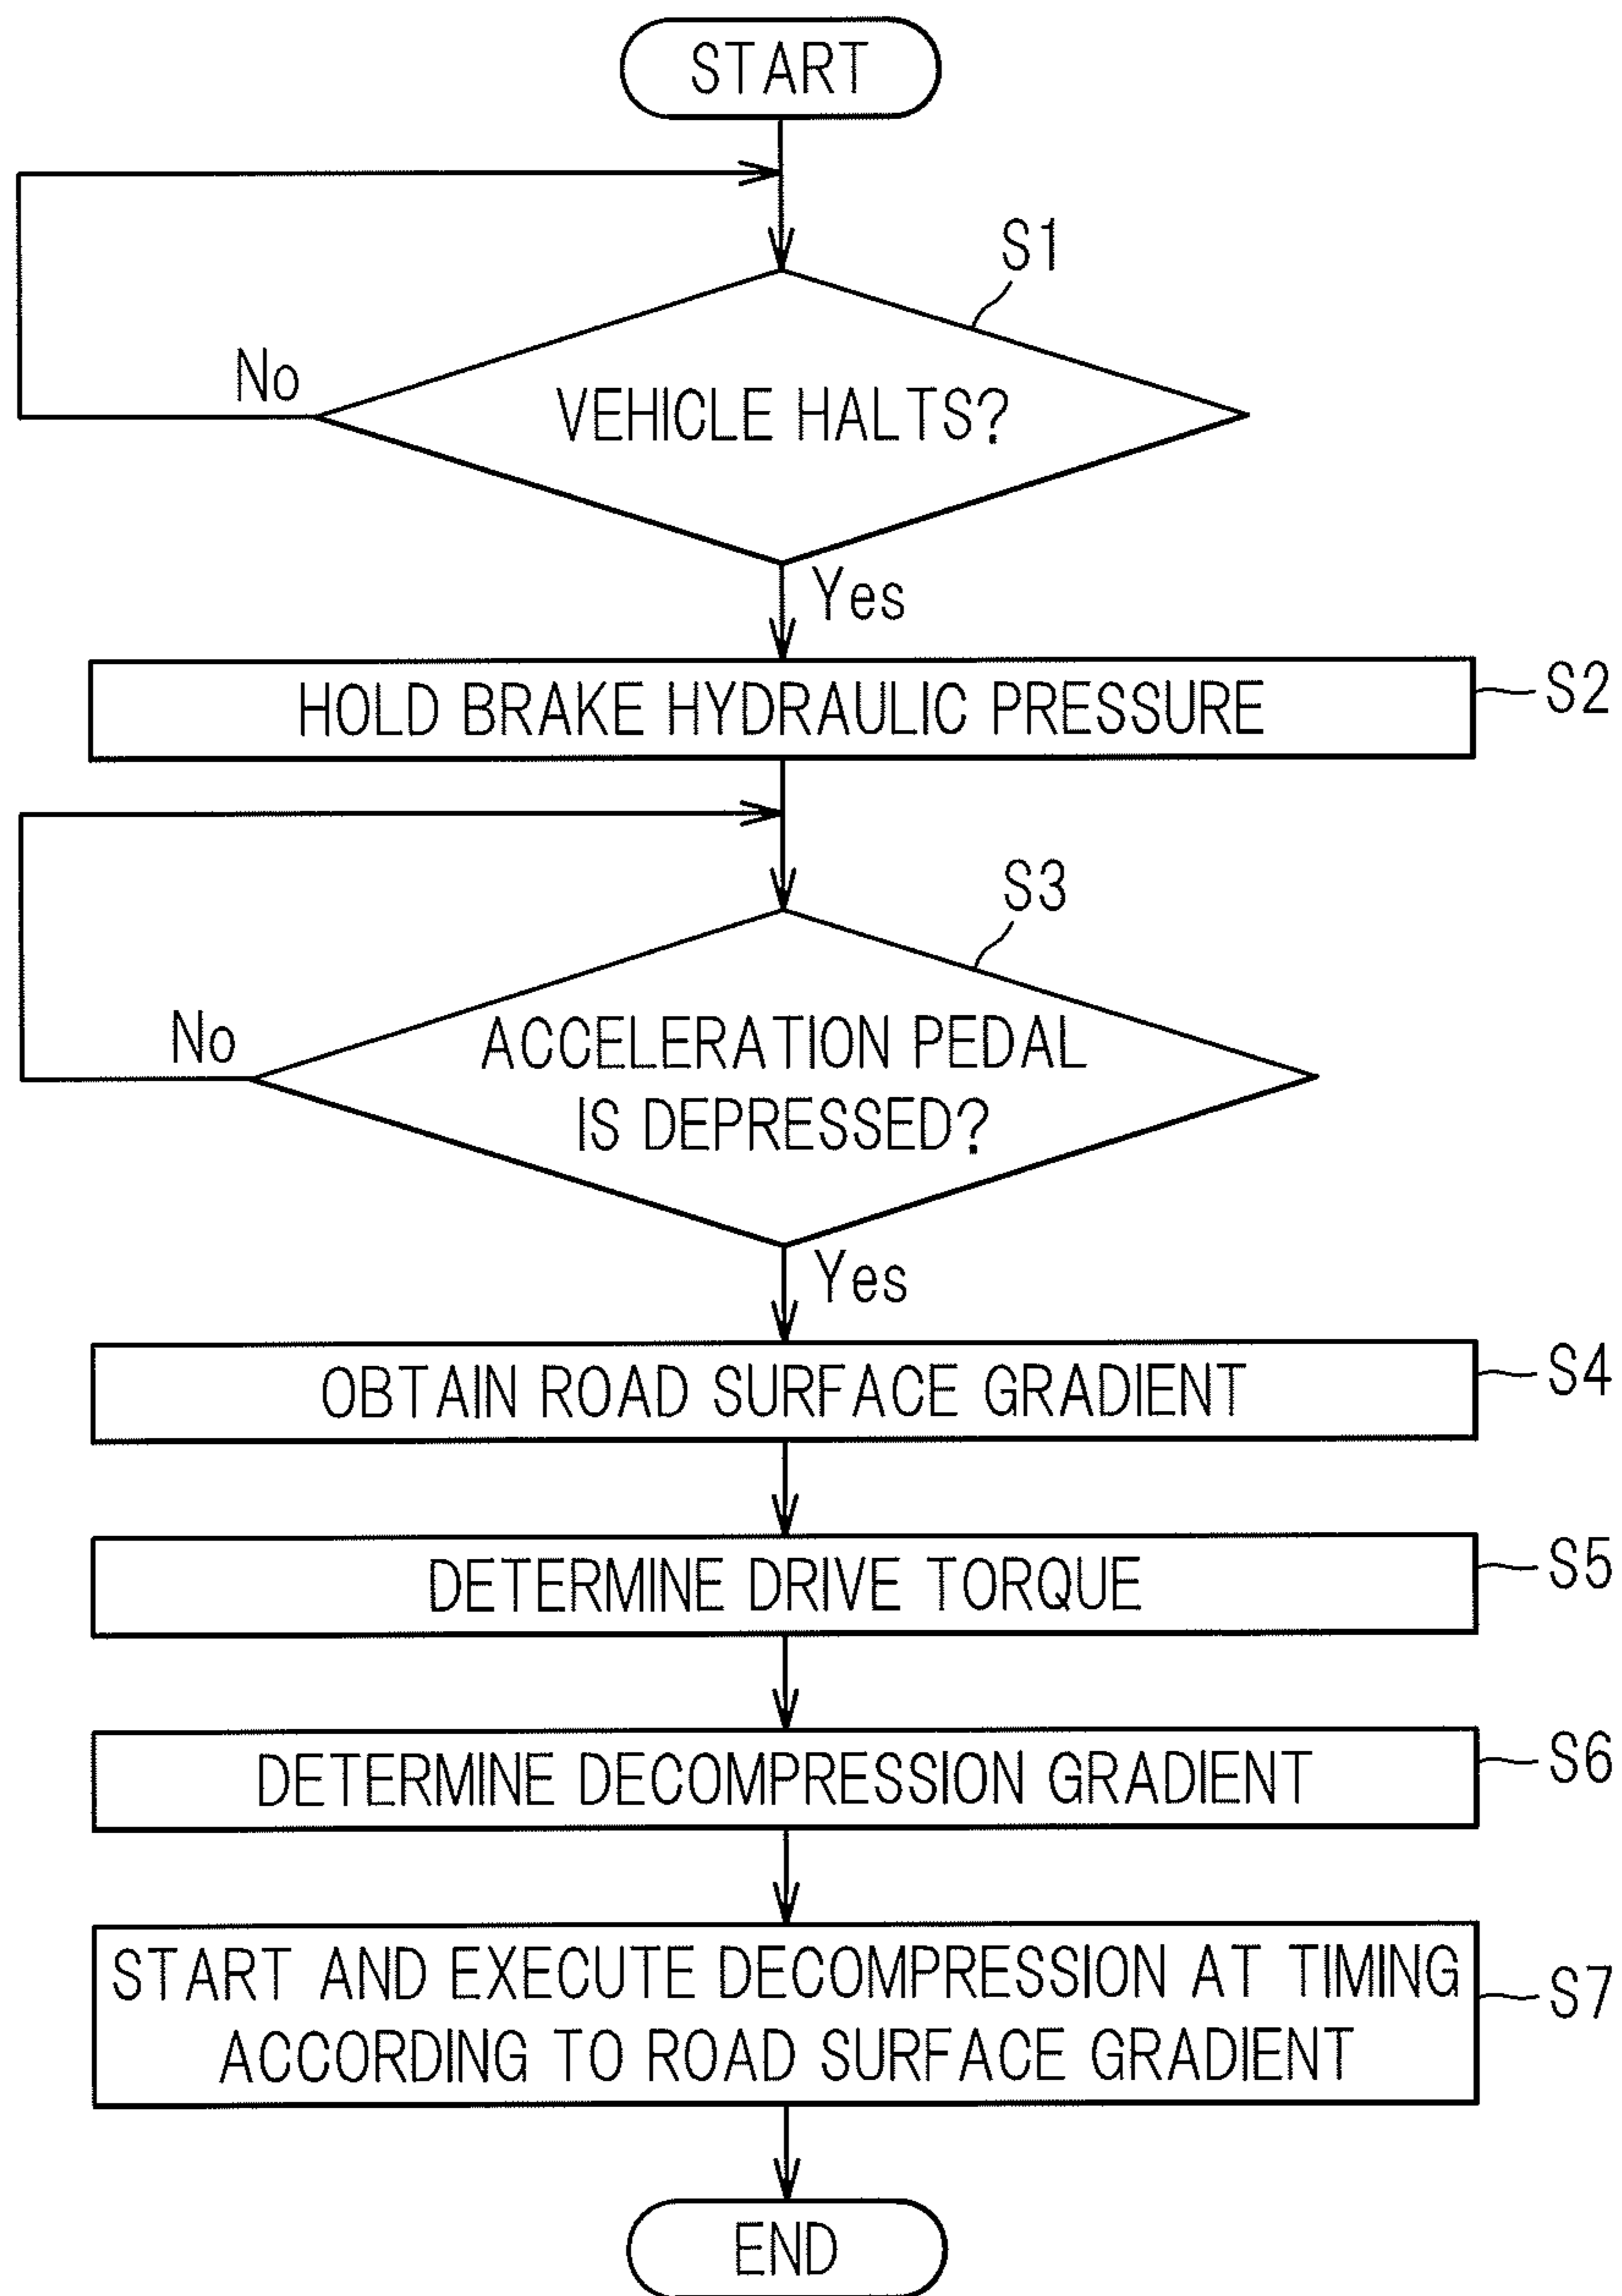 START
S1
No
VEHICLE HALTS?
Yes
HOLD BRAKE HYDRAULIC PRESSURE
S2
S3
No
ACCELERATION PEDAL
IS DEPRESSED?
Yes
OBTAIN ROAD SURFACE GRADIENT
S4
DETERMINE DRIVE TORQUE
S5
DETERMINE DECOMPRESSION GRADIENT
S6
START AND EXECUTE DECOMPRESSION AT TIMING
ACCORDING TO ROAD SURFACE GRADIENT
S7
END